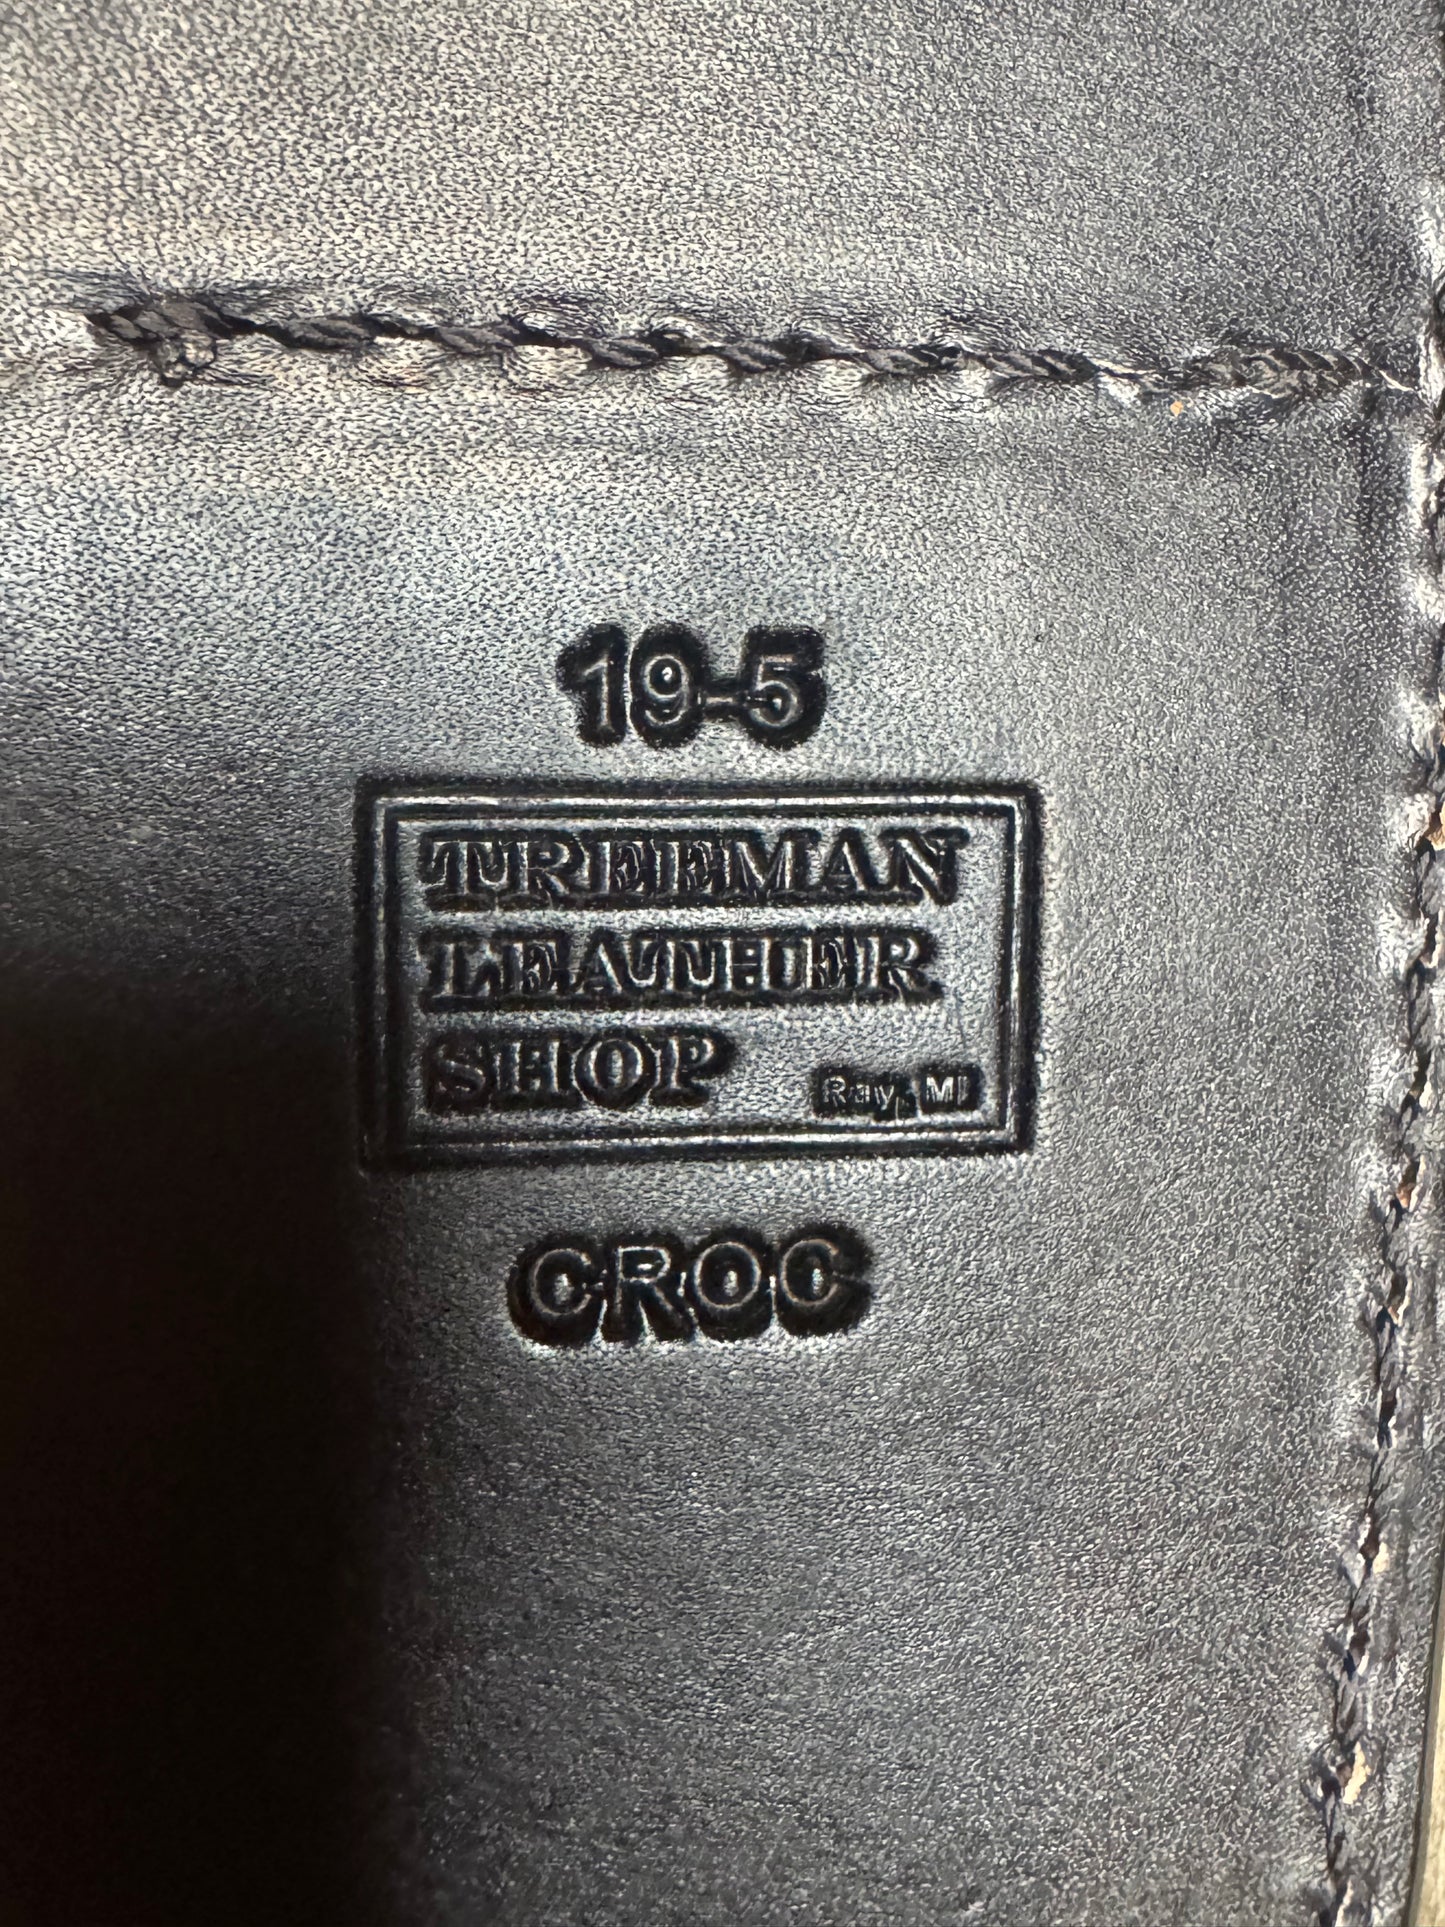 19-5
TREEMAN
LEATHER
SHOP
Ray, MI
CROC